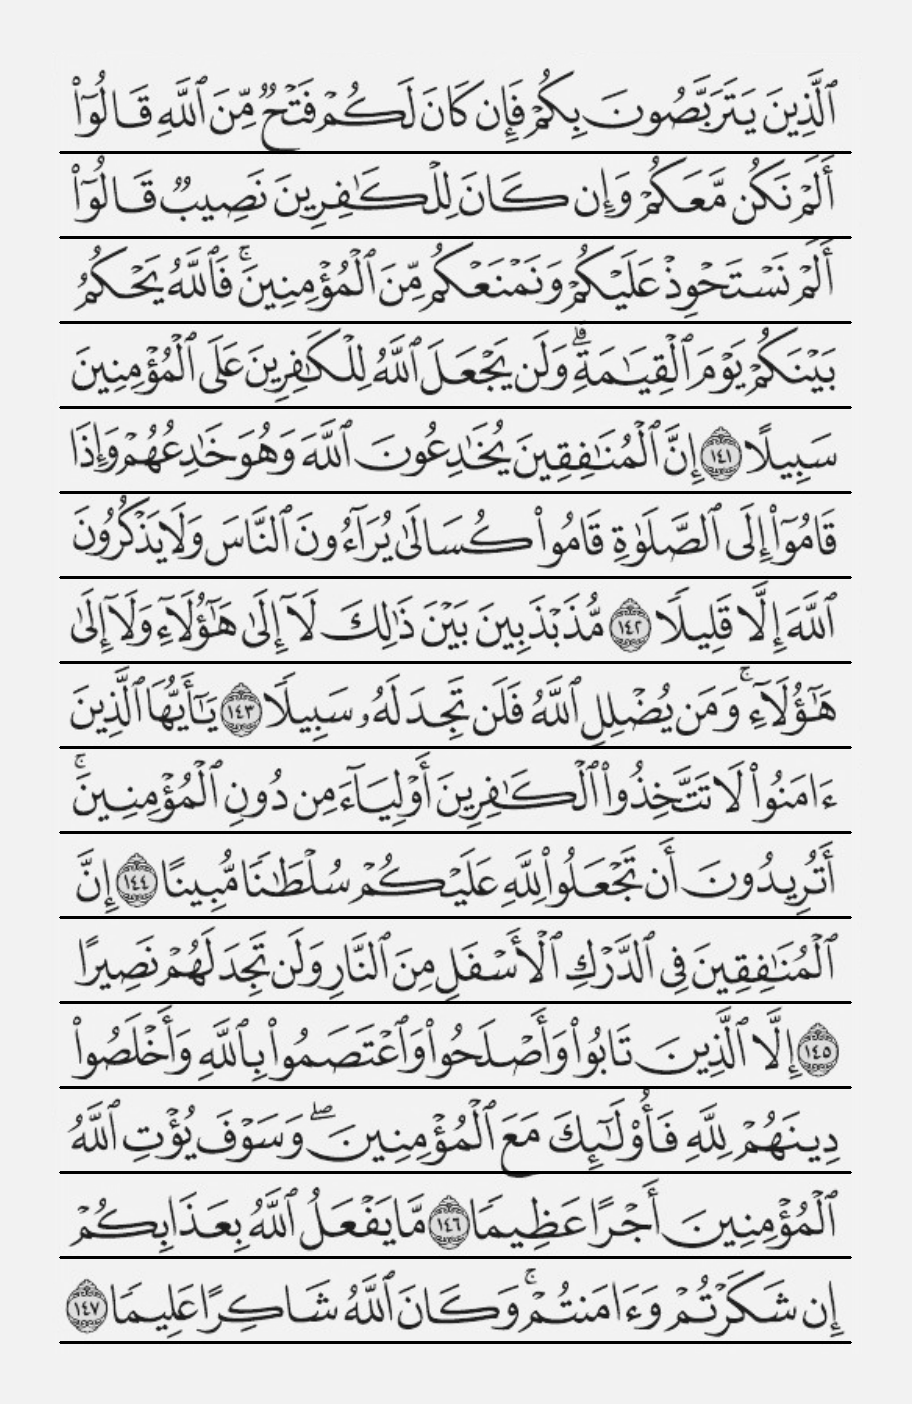 ٱلَّذِينَ يَتَرَبَّصُونَ بِكُمْ فَإِن كَانَ لَكُمْ فَتْحٌ مِّنَ ٱللَّهِ قَالُوٓا۟
أَلَمْ نَكُن مَّعَكُمْ وَإِن كَانَ لِلْكَـٰفِرِينَ نَصِيبٌ قَالُوٓا۟
أَلَمْ نَسْتَحْوِذْ عَلَيْكُمْ وَنَمْنَعْكُم مِّنَ ٱلْمُؤْمِنِينَ ۚ فَٱللَّهُ يَحْكُمُ
بَيْنَكُمْ يَوْمَ ٱلْقِيَـٰمَةِ ۗ وَلَن يَجْعَلَ ٱللَّهُ لِلْكَـٰفِرِينَ عَلَى ٱلْمُؤْمِنِينَ
سَبِيلًا ١٤١ إِنَّ ٱلْمُنَـٰفِقِينَ يُخَـٰدِعُونَ ٱللَّهَ وَهُوَ خَـٰدِعُهُمْ وَإِذَا
قَامُوٓا۟ إِلَى ٱلصَّلَوٰةِ قَامُوا۟ كُسَالَىٰ يُرَآءُونَ ٱلنَّاسَ وَلَا يَذْكُرُونَ
ٱللَّهَ إِلَّا قَلِيلًا ١٤٢ مُّذَبْذَبِينَ بَيْنَ ذَٰلِكَ لَآ إِلَىٰ هَـٰٓؤُلَآءِ وَلَآ إِلَىٰ
هَـٰٓؤُلَآءِ ۚ وَمَن يُضْلِلِ ٱللَّهُ فَلَن تَجِدَ لَهُۥ سَبِيلًا ١٤٣ يَـٰٓأَيُّهَا ٱلَّذِينَ
ءَامَنُوا۟ لَا تَتَّخِذُوا۟ ٱلْكَـٰفِرِينَ أَوْلِيَآءَ مِن دُونِ ٱلْمُؤْمِنِينَ ۚ
أَتُرِيدُونَ أَن تَجْعَلُوا۟ لِلَّهِ عَلَيْكُمْ سُلْطَـٰنًا مُّبِينًا ١٤٤ إِنَّ
ٱلْمُنَـٰفِقِينَ فِى ٱلدَّرْكِ ٱلْأَسْفَلِ مِنَ ٱلنَّارِ وَلَن تَجِدَ لَهُمْ نَصِيرًا
١٤٥ إِلَّا ٱلَّذِينَ تَابُوا۟ وَأَصْلَحُوا۟ وَٱعْتَصَمُوا۟ بِٱللَّهِ وَأَخْلَصُوا۟
دِينَهُمْ لِلَّهِ فَأُو۟لَـٰٓئِكَ مَعَ ٱلْمُؤْمِنِينَ ۖ وَسَوْفَ يُؤْتِ ٱللَّهُ
ٱلْمُؤْمِنِينَ أَجْرًا عَظِيمًا ١٤٦ مَّا يَفْعَلُ ٱللَّهُ بِعَذَابِكُمْ
إِن شَكَرْتُمْ وَءَامَنتُمْ ۚ وَكَانَ ٱللَّهُ شَاكِرًا عَلِيمًا ١٤٧